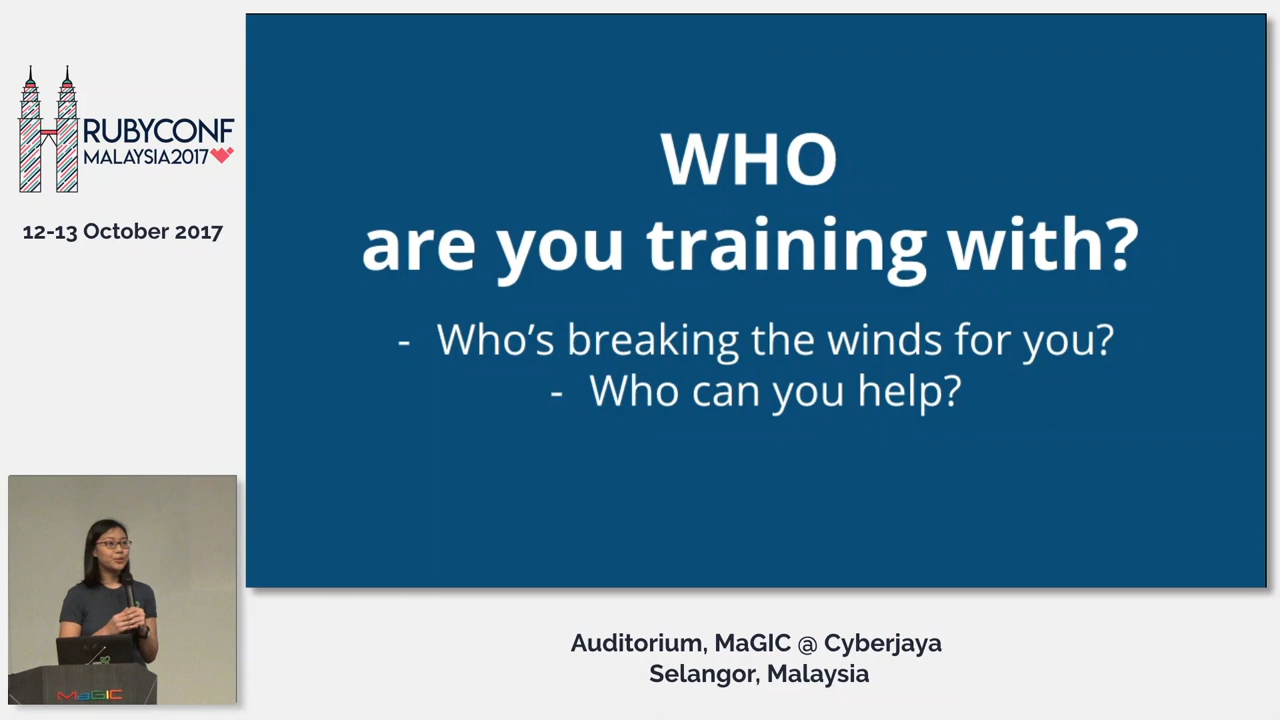 RUBYCONF
MALAYSIA2017
12-13 October 2017
WHO
are you training with?
- Who's breaking the winds for you?
- Who can you help?
MaGIC
Auditorium, MaGIC @ Cyberjaya
Selangor, Malaysia